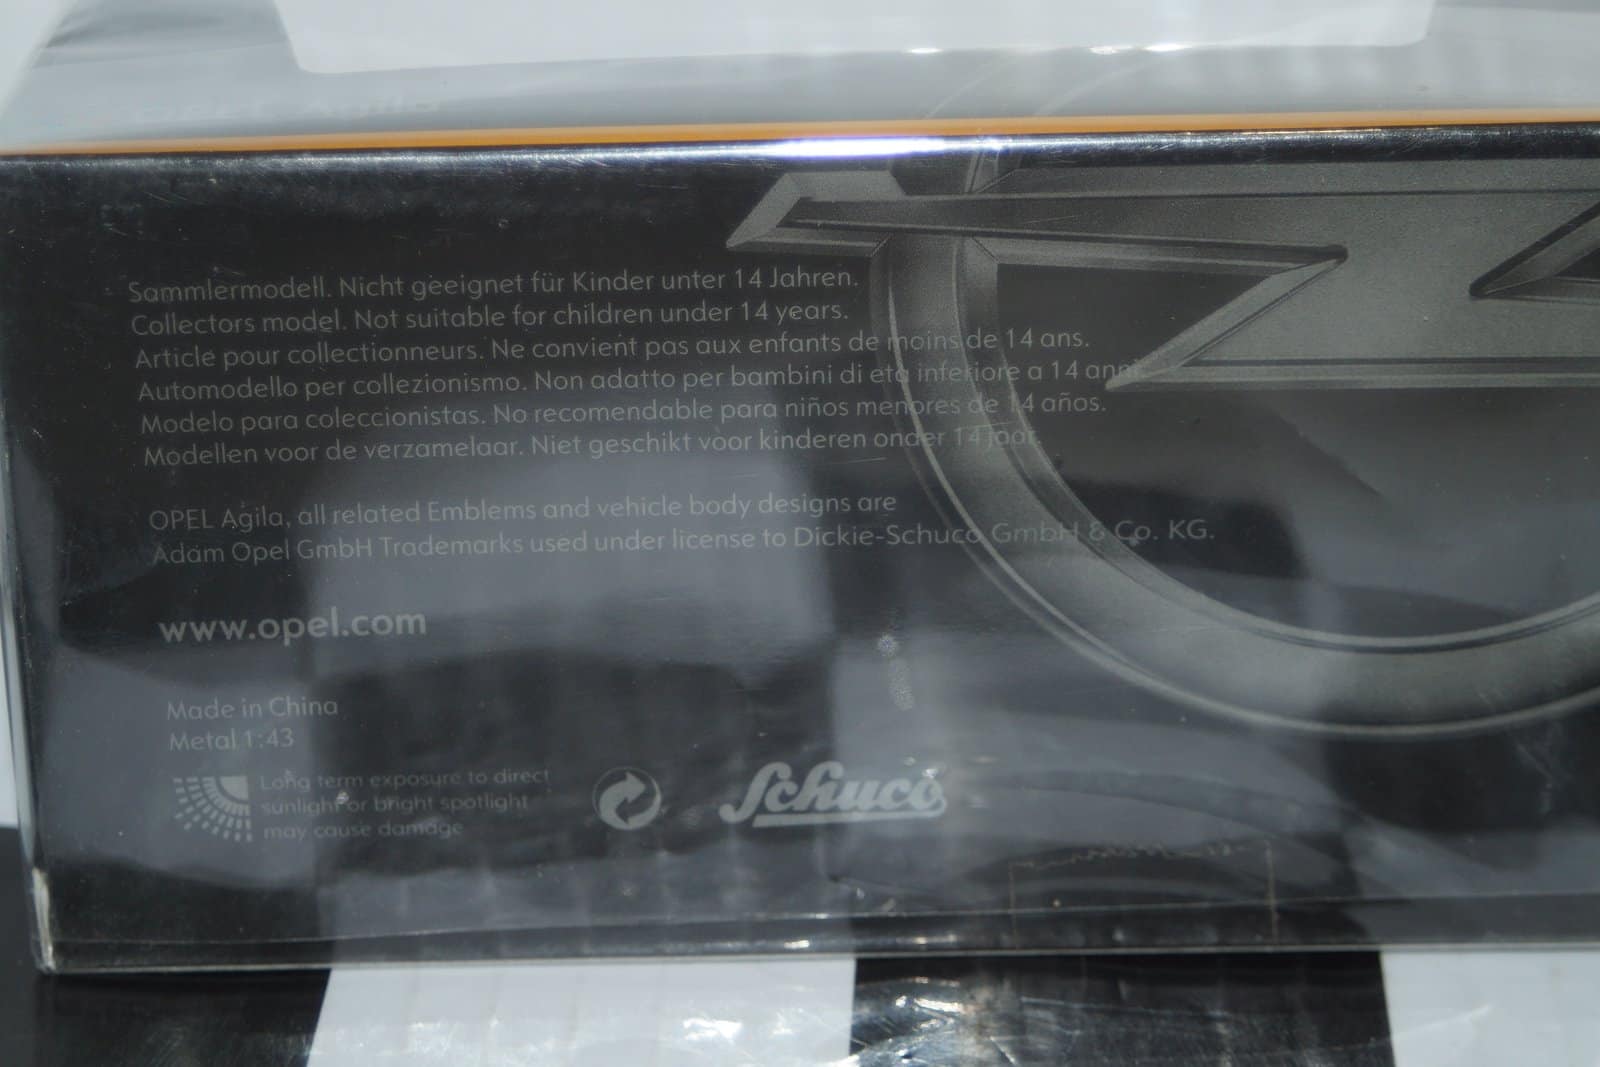 Sammlermodell. Nicht geeignet für Kinder unter 14 Jahren.
Collectors model. Not suitable for children under 14 years.
Article pour collectionneurs. Ne convient pas aux enfants de moins de 14 ans.
Automodello per collezionismo. Non adatto per bambini di età inferiore a 14 anni.
Modelo para coleccionistas. No recomendable para niños menores de 14 años.
Modellen voor de verzamelaar. Niet geschikt voor kinderen onder 14 jaar.
OPEL Agila, all related Emblems and vehicle body designs are
Adam Opel GmbH Trademarks used under license to Dickie-Schuco GmbH & Co. KG.
www.opel.com
Made in China
Metal 1:43
Long term exposure to direct
sunlight or bright spotlight
may cause damage
Schuco